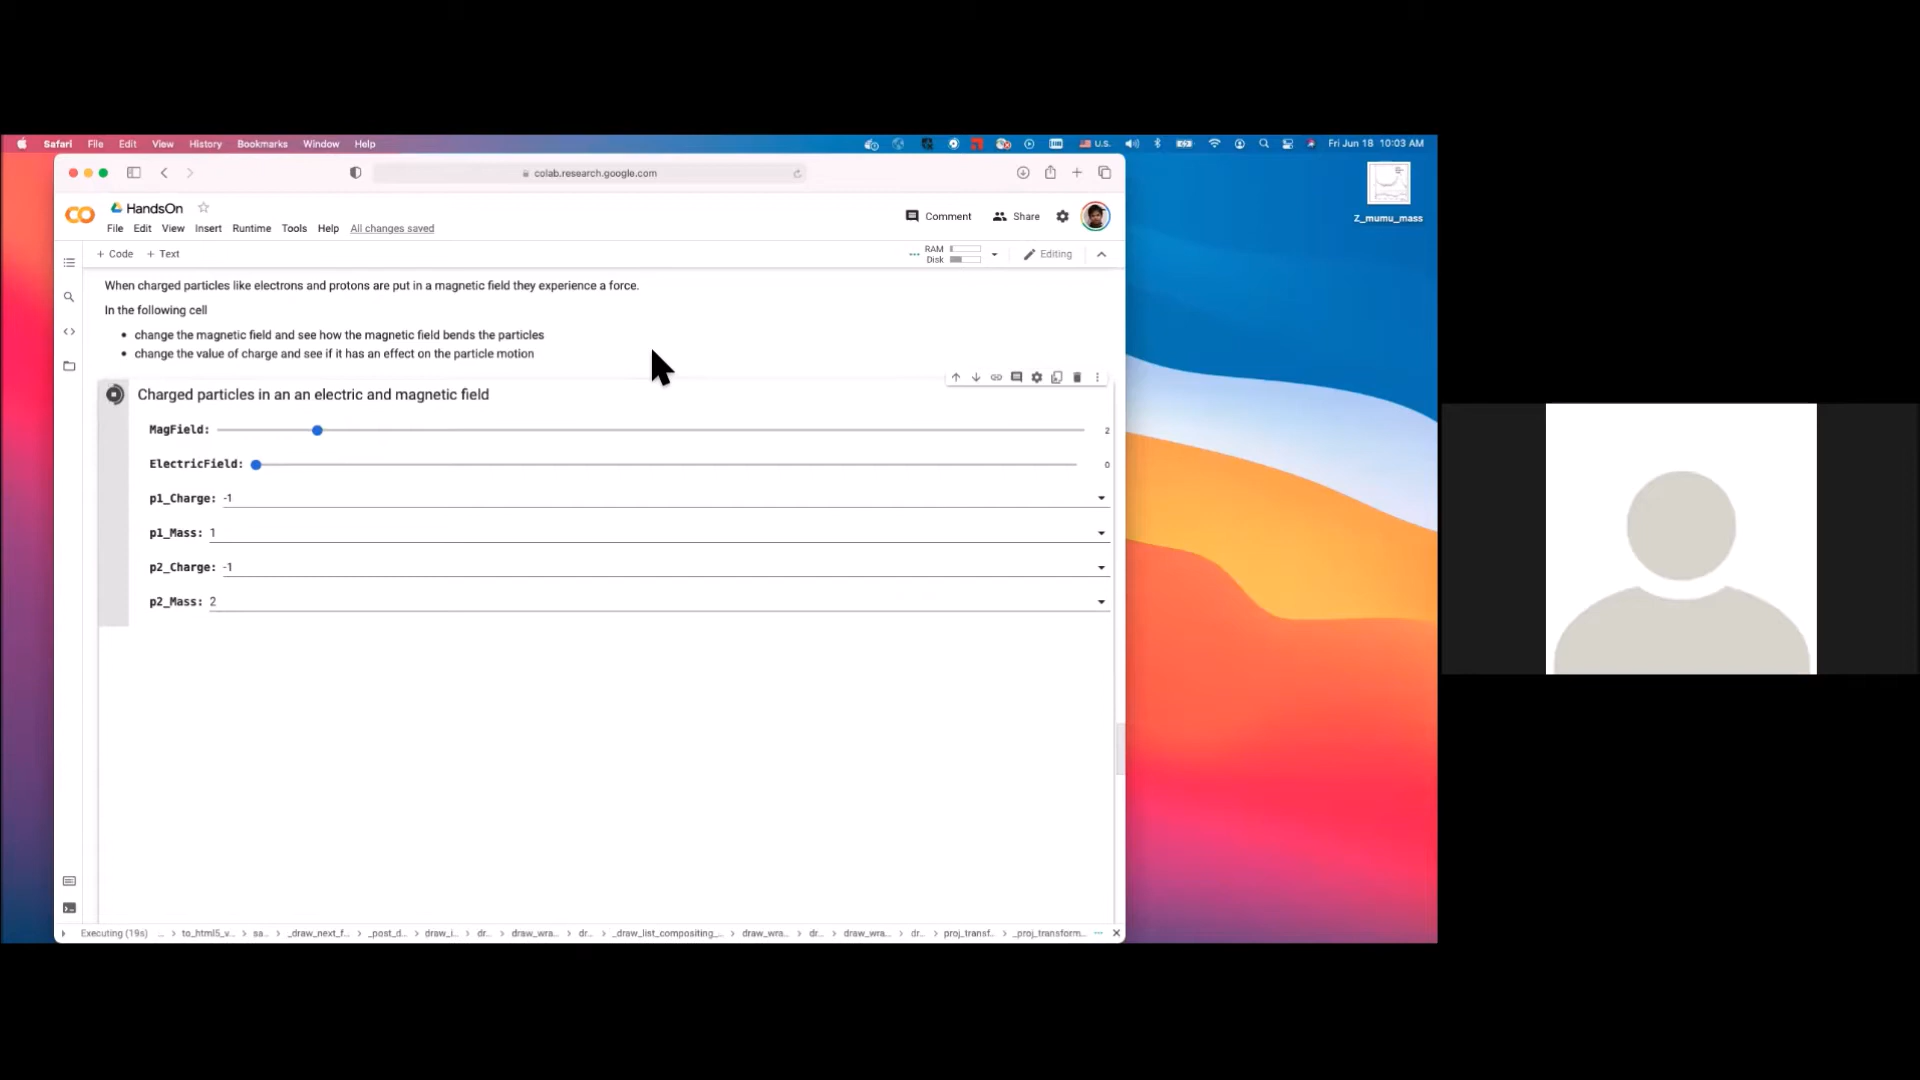 Safari File Edit View History Bookmarks Window Help U.S. Fri Jun 18 10:03 AM
colab.research.google.com
Z_mumu_mass
HandsOn
Comment Share
File Edit View Insert Runtime Tools Help All changes saved
+ Code + Text RAM Disk Editing
When charged particles like electrons and protons are put in a magnetic field they experience a force.
In the following cell
• change the magnetic field and see how the magnetic field bends the particles
• change the value of charge and see if it has an effect on the particle motion
Charged particles in an an electric and magnetic field
MagField: 2
ElectricField: 0
p1_Charge: -1
p1_Mass: 1
p2_Charge: -1
p2_Mass: 2
Executing (19s) ... > to_html5_v... > sa... > _draw_next_f... > _post_d... > draw_i... > dr... > draw_wra... > dr... > _draw_list_compositing_... > draw_wra... > dr... > draw_wra... > dr... > proj_transf... > _proj_transform...